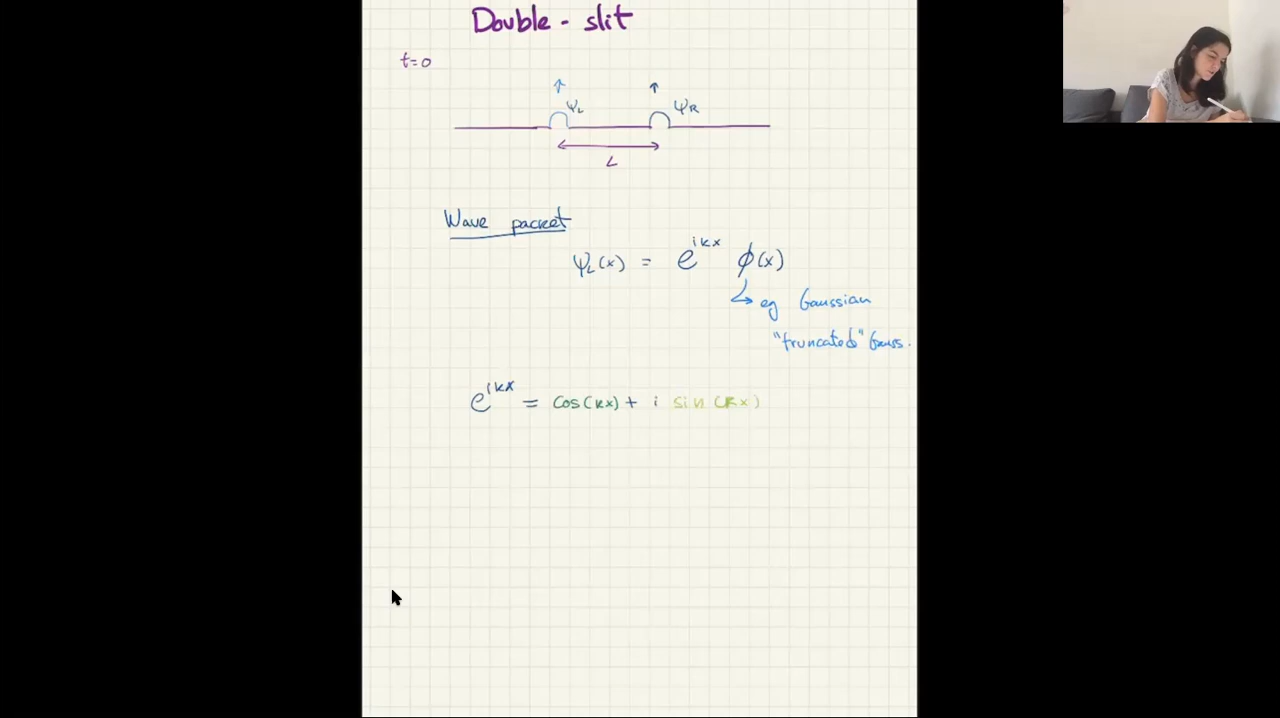 Double - slit
t=0
ψL ψR
L
Wave packet
ψL(x) = e^ikx ϕ(x)
↳ eg Gaussian
"truncated" Gauss.
e^ikx = cos(kx) + i sin(kx)